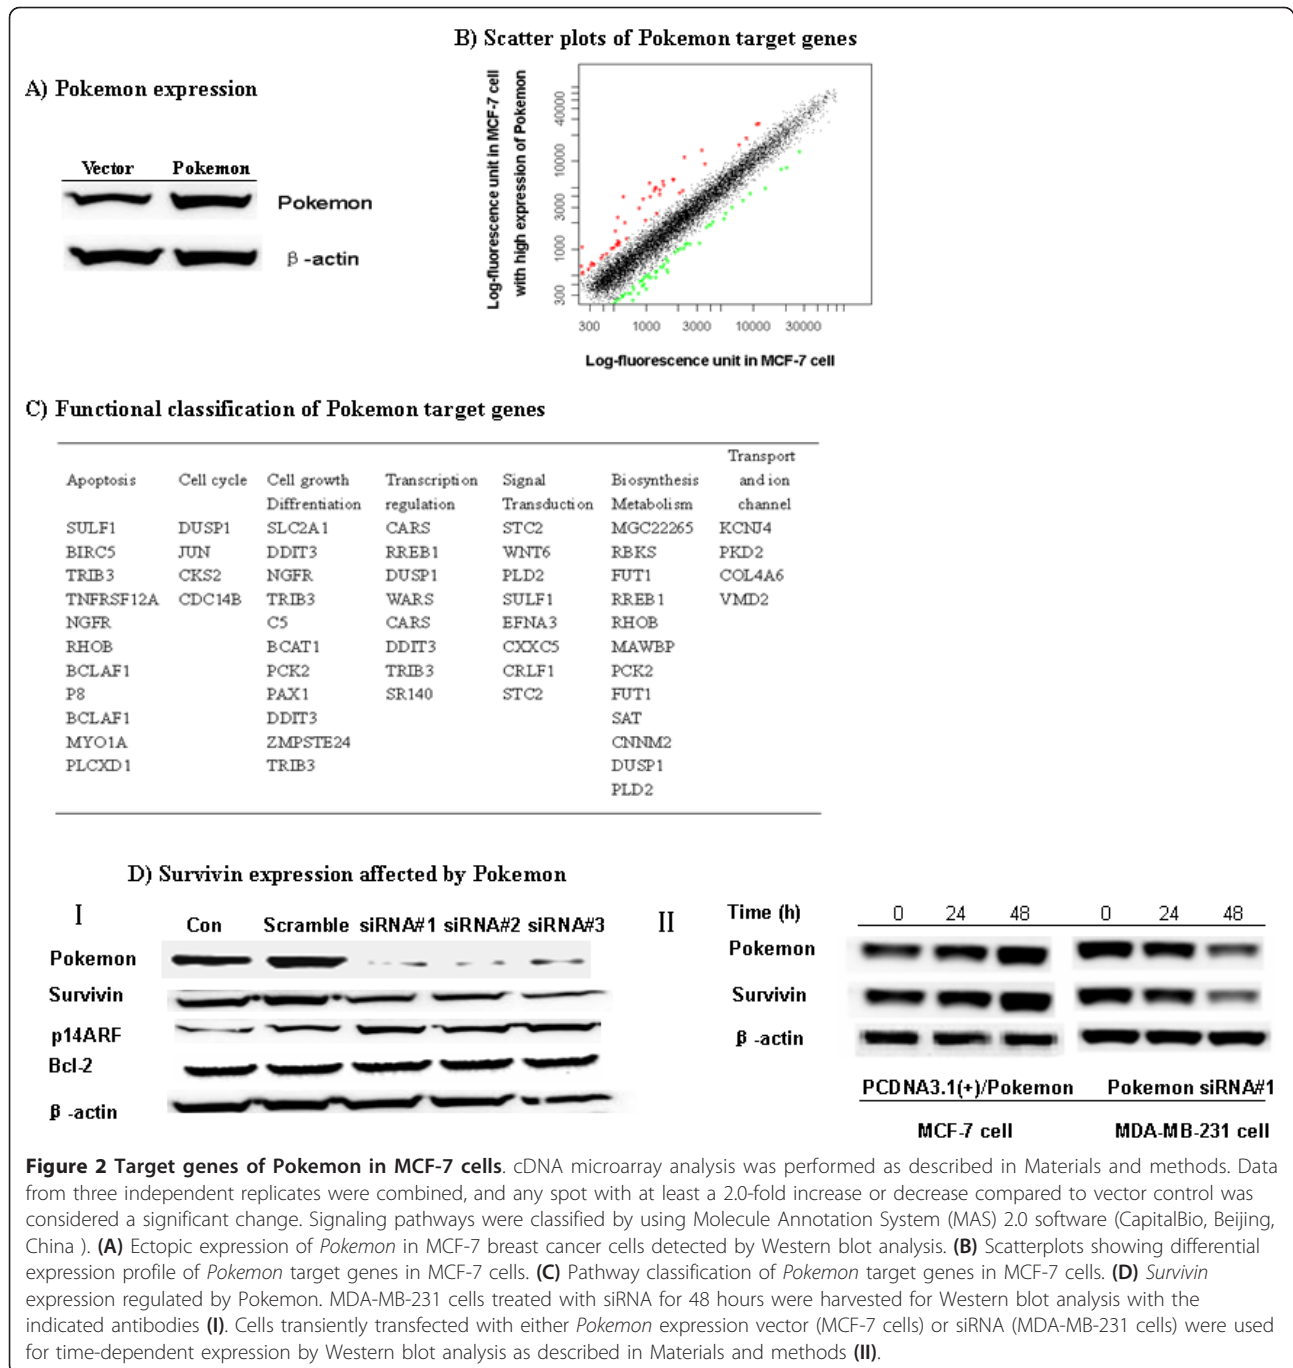 B) Scatter plots of Pokemon target genes
A) Pokemon expression
Vector Pokemon
Pokemon
β-actin
Log-fluorescence unit in MCF-7 cell
with high expression of Pokemon
300 1000 3000 10000 40000
300 1000 3000 10000 30000
Log-fluorescence unit in MCF-7 cell
C) Functional classification of Pokemon target genes
Transport
Apoptosis Cell cycle Cell growth Transcription Signal Biosynthesis and ion
Diffrentiation regulation Transduction Metabolism channel
SULF1 DUSP1 SLC2A1 CARS STC2 MGC22265 KCNJ4
BIRC5 JUN DDIT3 RREB1 WNT6 RBKS PKD2
TRIB3 CKS2 NGFR DUSP1 PLD2 FUT1 COL4A6
TNFRSF12A CDC14B TRIB3 WARS SULF1 RREB1 VMD2
NGFR C5 CARS EFNA3 RHOB
RHOB BCAT1 DDIT3 CXXC5 MAWBP
BCLAF1 PCK2 TRIB3 CRLF1 PCK2
P8 PAX1 SR140 STC2 FUT1
BCLAF1 DDIT3 SAT
MYO1A ZMPSTE24 CNNM2
PLCXD1 TRIB3 DUSP1
PLD2
D) Survivin expression affected by Pokemon
I
Con Scramble siRNA#1 siRNA#2 siRNA#3
Pokemon
Survivin
p14ARF
Bcl-2
β-actin
II
Time (h) 0 24 48 0 24 48
Pokemon
Survivin
β-actin
PCDNA3.1(+)/Pokemon Pokemon siRNA#1
MCF-7 cell MDA-MB-231 cell
Figure 2 Target genes of Pokemon in MCF-7 cells. cDNA microarray analysis was performed as described in Materials and methods. Data
from three independent replicates were combined, and any spot with at least a 2.0-fold increase or decrease compared to vector control was
considered a significant change. Signaling pathways were classified by using Molecule Annotation System (MAS) 2.0 software (CapitalBio, Beijing,
China ). (A) Ectopic expression of Pokemon in MCF-7 breast cancer cells detected by Western blot analysis. (B) Scatterplots showing differential
expression profile of Pokemon target genes in MCF-7 cells. (C) Pathway classification of Pokemon target genes in MCF-7 cells. (D) Survivin
expression regulated by Pokemon. MDA-MB-231 cells treated with siRNA for 48 hours were harvested for Western blot analysis with the
indicated antibodies (I). Cells transiently transfected with either Pokemon expression vector (MCF-7 cells) or siRNA (MDA-MB-231 cells) were used
for time-dependent expression by Western blot analysis as described in Materials and methods (II).